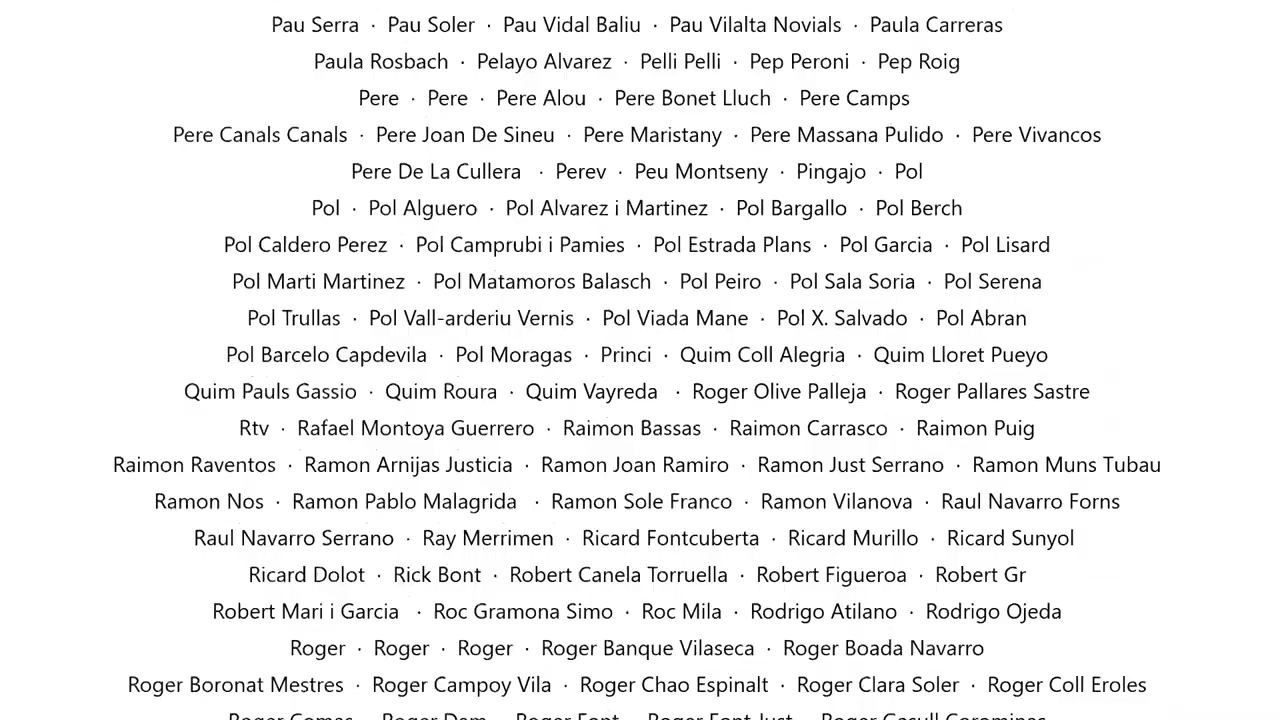 Pau Serra · Pau Soler · Pau Vidal Baliu · Pau Vilalta Novials · Paula Carreras
Paula Rosbach · Pelayo Alvarez · Pelli Pelli · Pep Peroni · Pep Roig
Pere · Pere · Pere Alou · Pere Bonet Lluch · Pere Camps
Pere Canals Canals · Pere Joan De Sineu · Pere Maristany · Pere Massana Pulido · Pere Vivancos
Pere De La Cullera · Perev · Peu Montseny · Pingajo · Pol
Pol · Pol Alguero · Pol Alvarez i Martinez · Pol Bargallo · Pol Berch
Pol Caldero Perez · Pol Camprubi i Pamies · Pol Estrada Plans · Pol Garcia · Pol Lisard
Pol Marti Martinez · Pol Matamoros Balasch · Pol Peiro · Pol Sala Soria · Pol Serena
Pol Trullas · Pol Vall-arderiu Vernis · Pol Viada Mane · Pol X. Salvado · Pol Abran
Pol Barcelo Capdevila · Pol Moragas · Princi · Quim Coll Alegria · Quim Lloret Pueyo
Quim Pauls Gassio · Quim Roura · Quim Vayreda · Roger Olive Palleja · Roger Pallares Sastre
Rtv · Rafael Montoya Guerrero · Raimon Bassas · Raimon Carrasco · Raimon Puig
Raimon Raventos · Ramon Arnijas Justicia · Ramon Joan Ramiro · Ramon Just Serrano · Ramon Muns Tubau
Ramon Nos · Ramon Pablo Malagrida · Ramon Sole Franco · Ramon Vilanova · Raul Navarro Forns
Raul Navarro Serrano · Ray Merrimen · Ricard Fontcuberta · Ricard Murillo · Ricard Sunyol
Ricard Dolot · Rick Bont · Robert Canela Torruella · Robert Figueroa · Robert Gr
Robert Mari i Garcia · Roc Gramona Simo · Roc Mila · Rodrigo Atilano · Rodrigo Ojeda
Roger · Roger · Roger · Roger Banque Vilaseca · Roger Boada Navarro
Roger Boronat Mestres · Roger Campoy Vila · Roger Chao Espinalt · Roger Clara Soler · Roger Coll Eroles
Roger Comas · Roger Dam · Roger Font · Roger Font Just · Roger